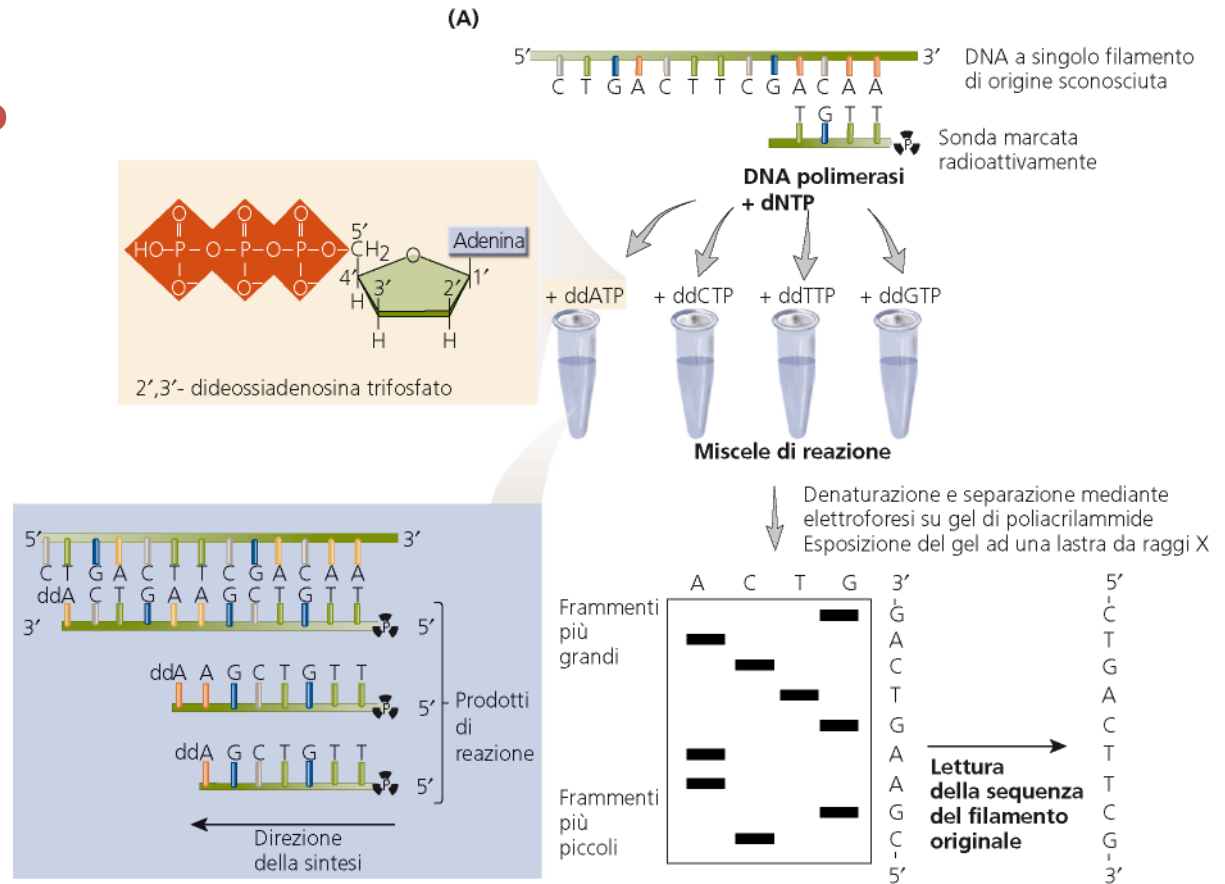 (A)
5′ 3′ DNA a singolo filamento
di origine sconosciuta
C T G A C T T C G A C A A
T G T T
P
Sonda marcata
radioattivamente
DNA polimerasi
+ dNTP
O O O
HO–P–O–P–O–P–O–CH2
O– O– O–
5′
O
Adenina
4′ 1′
3′ 2′
H
H H
2′,3′- dideossiadenosina trifosfato
+ ddATP + ddCTP + ddTTP + ddGTP
Miscele di reazione
Denaturazione e separazione mediante
elettroforesi su gel di poliacrilammide
Esposizione del gel ad una lastra da raggi X
5′ 3′
C T G A C T T C G A C A A
ddA C T G A A G C T G T T
3′ P 5′
ddA A G C T G T T
P 5′
ddA G C T G T T
P 5′
Prodotti
di
reazione
Direzione
della sintesi
A C T G
Frammenti
più
grandi
Frammenti
più
piccoli
3′
G
A
C
T
G
A
A
G
C
5′
Lettura
della sequenza
del filamento
originale
5′
C
T
G
A
C
T
T
C
G
3′